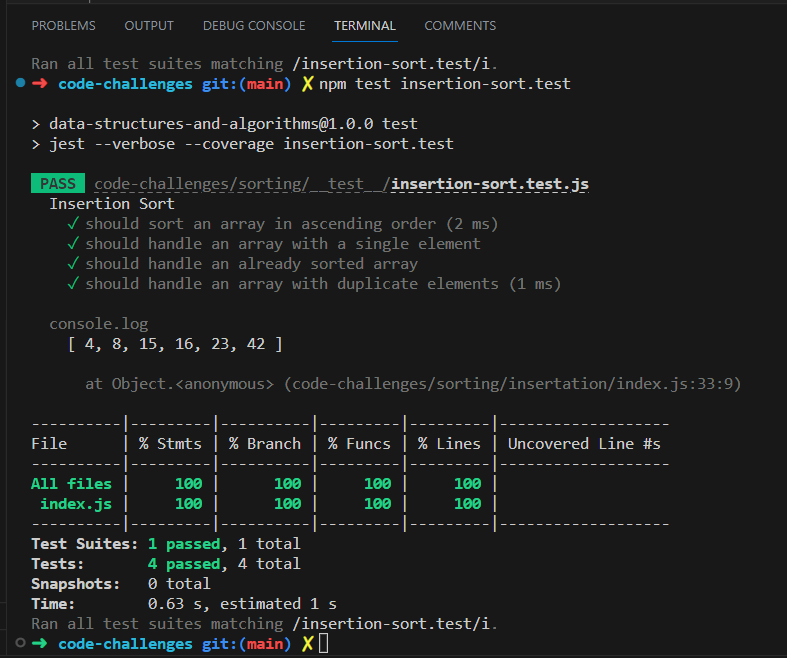 PROBLEMS OUTPUT DEBUG CONSOLE TERMINAL COMMENTS
Ran all test suites matching /insertion-sort.test/i.
➜ code-challenges git:(main) ✗ npm test insertion-sort.test
> data-structures-and-algorithms@1.0.0 test
> jest --verbose --coverage insertion-sort.test
PASS code-challenges/sorting/__test__/insertion-sort.test.js
Insertion Sort
✓ should sort an array in ascending order (2 ms)
✓ should handle an array with a single element
✓ should handle an already sorted array
✓ should handle an array with duplicate elements (1 ms)
console.log
[ 4, 8, 15, 16, 23, 42 ]
at Object.<anonymous> (code-challenges/sorting/insertation/index.js:33:9)
----------|---------|----------|---------|---------|-------------------
File | % Stmts | % Branch | % Funcs | % Lines | Uncovered Line #s
----------|---------|----------|---------|---------|-------------------
All files | 100 | 100 | 100 | 100 |
index.js | 100 | 100 | 100 | 100 |
----------|---------|----------|---------|---------|-------------------
Test Suites: 1 passed, 1 total
Tests: 4 passed, 4 total
Snapshots: 0 total
Time: 0.63 s, estimated 1 s
Ran all test suites matching /insertion-sort.test/i.
➜ code-challenges git:(main) ✗